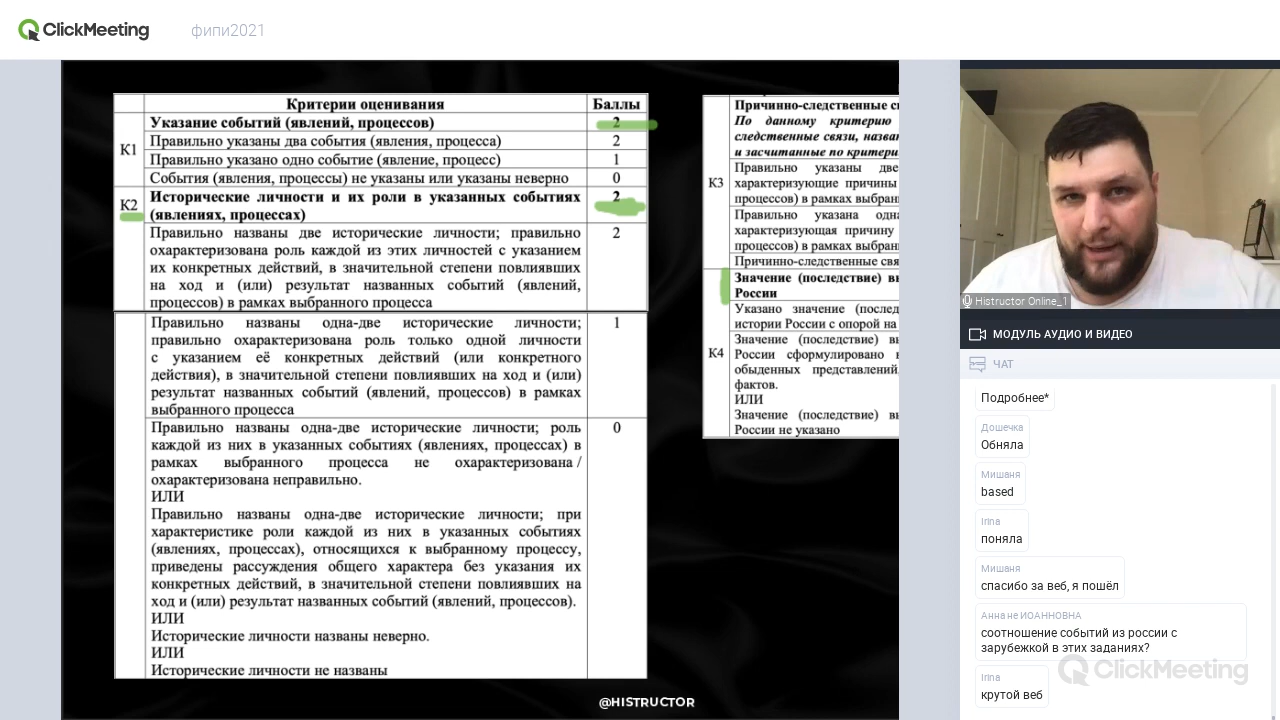 ClickMeeting
фипи2021
Критерии оценивания
Баллы
К1
Указание событий (явлений, процессов)
2
Правильно указаны два события (явления, процесса)
2
Правильно указано одно событие (явление, процесс)
1
События (явления, процессы) не указаны или указаны неверно
0
К2
Исторические личности и их роли в указанных событиях
(явлениях, процессах)
2
Правильно названы две исторические личности; правильно
охарактеризована роль каждой из этих личностей с указанием
их конкретных действий, в значительной степени повлиявших
на ход и (или) результат названных событий (явлений,
процессов) в рамках выбранного процесса
2
Правильно названы одна-две исторические личности;
правильно охарактеризована роль только одной личности
с указанием её конкретных действий (или конкретного
действия), в значительной степени повлиявших на ход и (или)
результат названных событий (явлений, процессов) в рамках
выбранного процесса
1
Правильно названы одна-две исторические личности; роль
каждой из них в указанных событиях (явлениях, процессах) в
рамках выбранного процесса не охарактеризована /
охарактеризована неправильно.
ИЛИ
Правильно названы одна-две исторические личности; при
характеристике роли каждой из них в указанных событиях
(явлениях, процессах), относящихся к выбранному процессу,
приведены рассуждения общего характера без указания их
конкретных действий, в значительной степени повлиявших на
ход и (или) результат названных событий (явлений, процессов).
ИЛИ
Исторические личности названы неверно.
ИЛИ
Исторические личности не названы
0
К3
Причинно-следственные
По данному критерию
следственные связи,
и засчитанные по
Правильно указаны
характеризующие причины
процессов) в рамках
Правильно указана
характеризующая причину
процессов) в рамках
Причинно-следственные
К4
Значение (последствие)
России
Указано значение
истории России с опорой на
Значение (последствие)
России сформулировано
обыденных представлений.
фактов.
ИЛИ
Значение (последствие)
России не указано
@HISTRUCTOR
Histructor Online_1
МОДУЛЬ АУДИО И ВИДЕО
ЧАТ
Подробнее*
Дошечка
Обняла
Мишаня
based
Irina
поняла
Мишаня
спасибо за веб, я пошёл
Анна не ИОАННОВНА
соотношение событий из россии с
зарубежкой в этих заданиях?
Irina
крутой веб
ClickMeeting